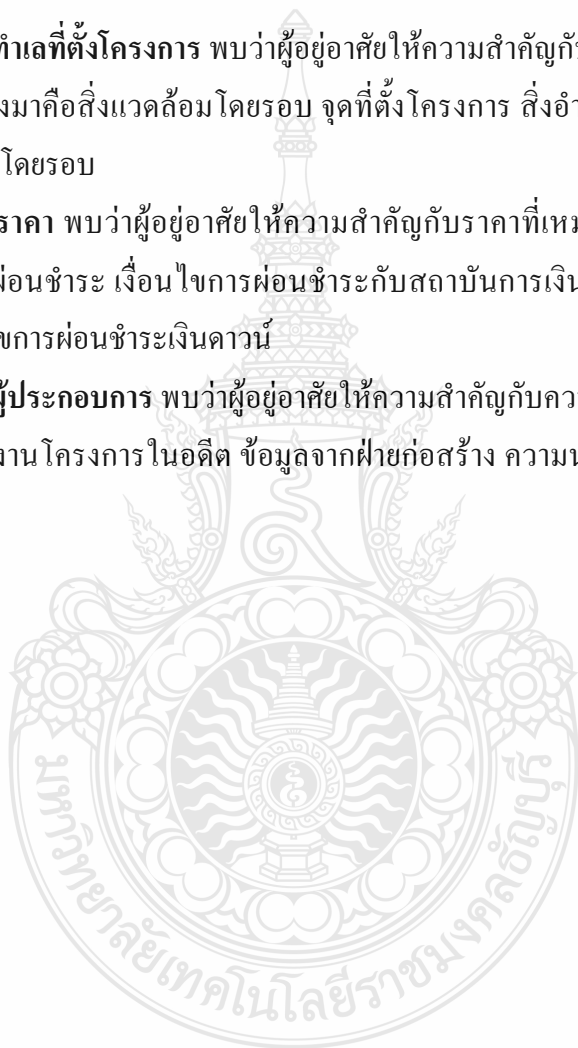 ทำเลที่ตั้งโครงการ พบว่าผู้อยู่อาศัยให้ความสำคัญกับ
งมาคือสิ่งแวดล้อมโดยรอบ จุดที่ตั้งโครงการ สิ่งอำ
โดยรอบ
ราคา พบว่าผู้อยู่อาศัยให้ความสำคัญกับราคาที่เหม
ผ่อนชำระ เงื่อนไขการผ่อนชำระกับสถาบันการเงิน
ขการผ่อนชำระเงินดาวน์
ผู้ประกอบการ พบว่าผู้อยู่อาศัยให้ความสำคัญกับควา
งานโครงการในอดีต ข้อมูลจากฝ่ายก่อสร้าง ความน
มหาวิทยาลัยเทคโนโลยีราชมงคลธัญบุรี